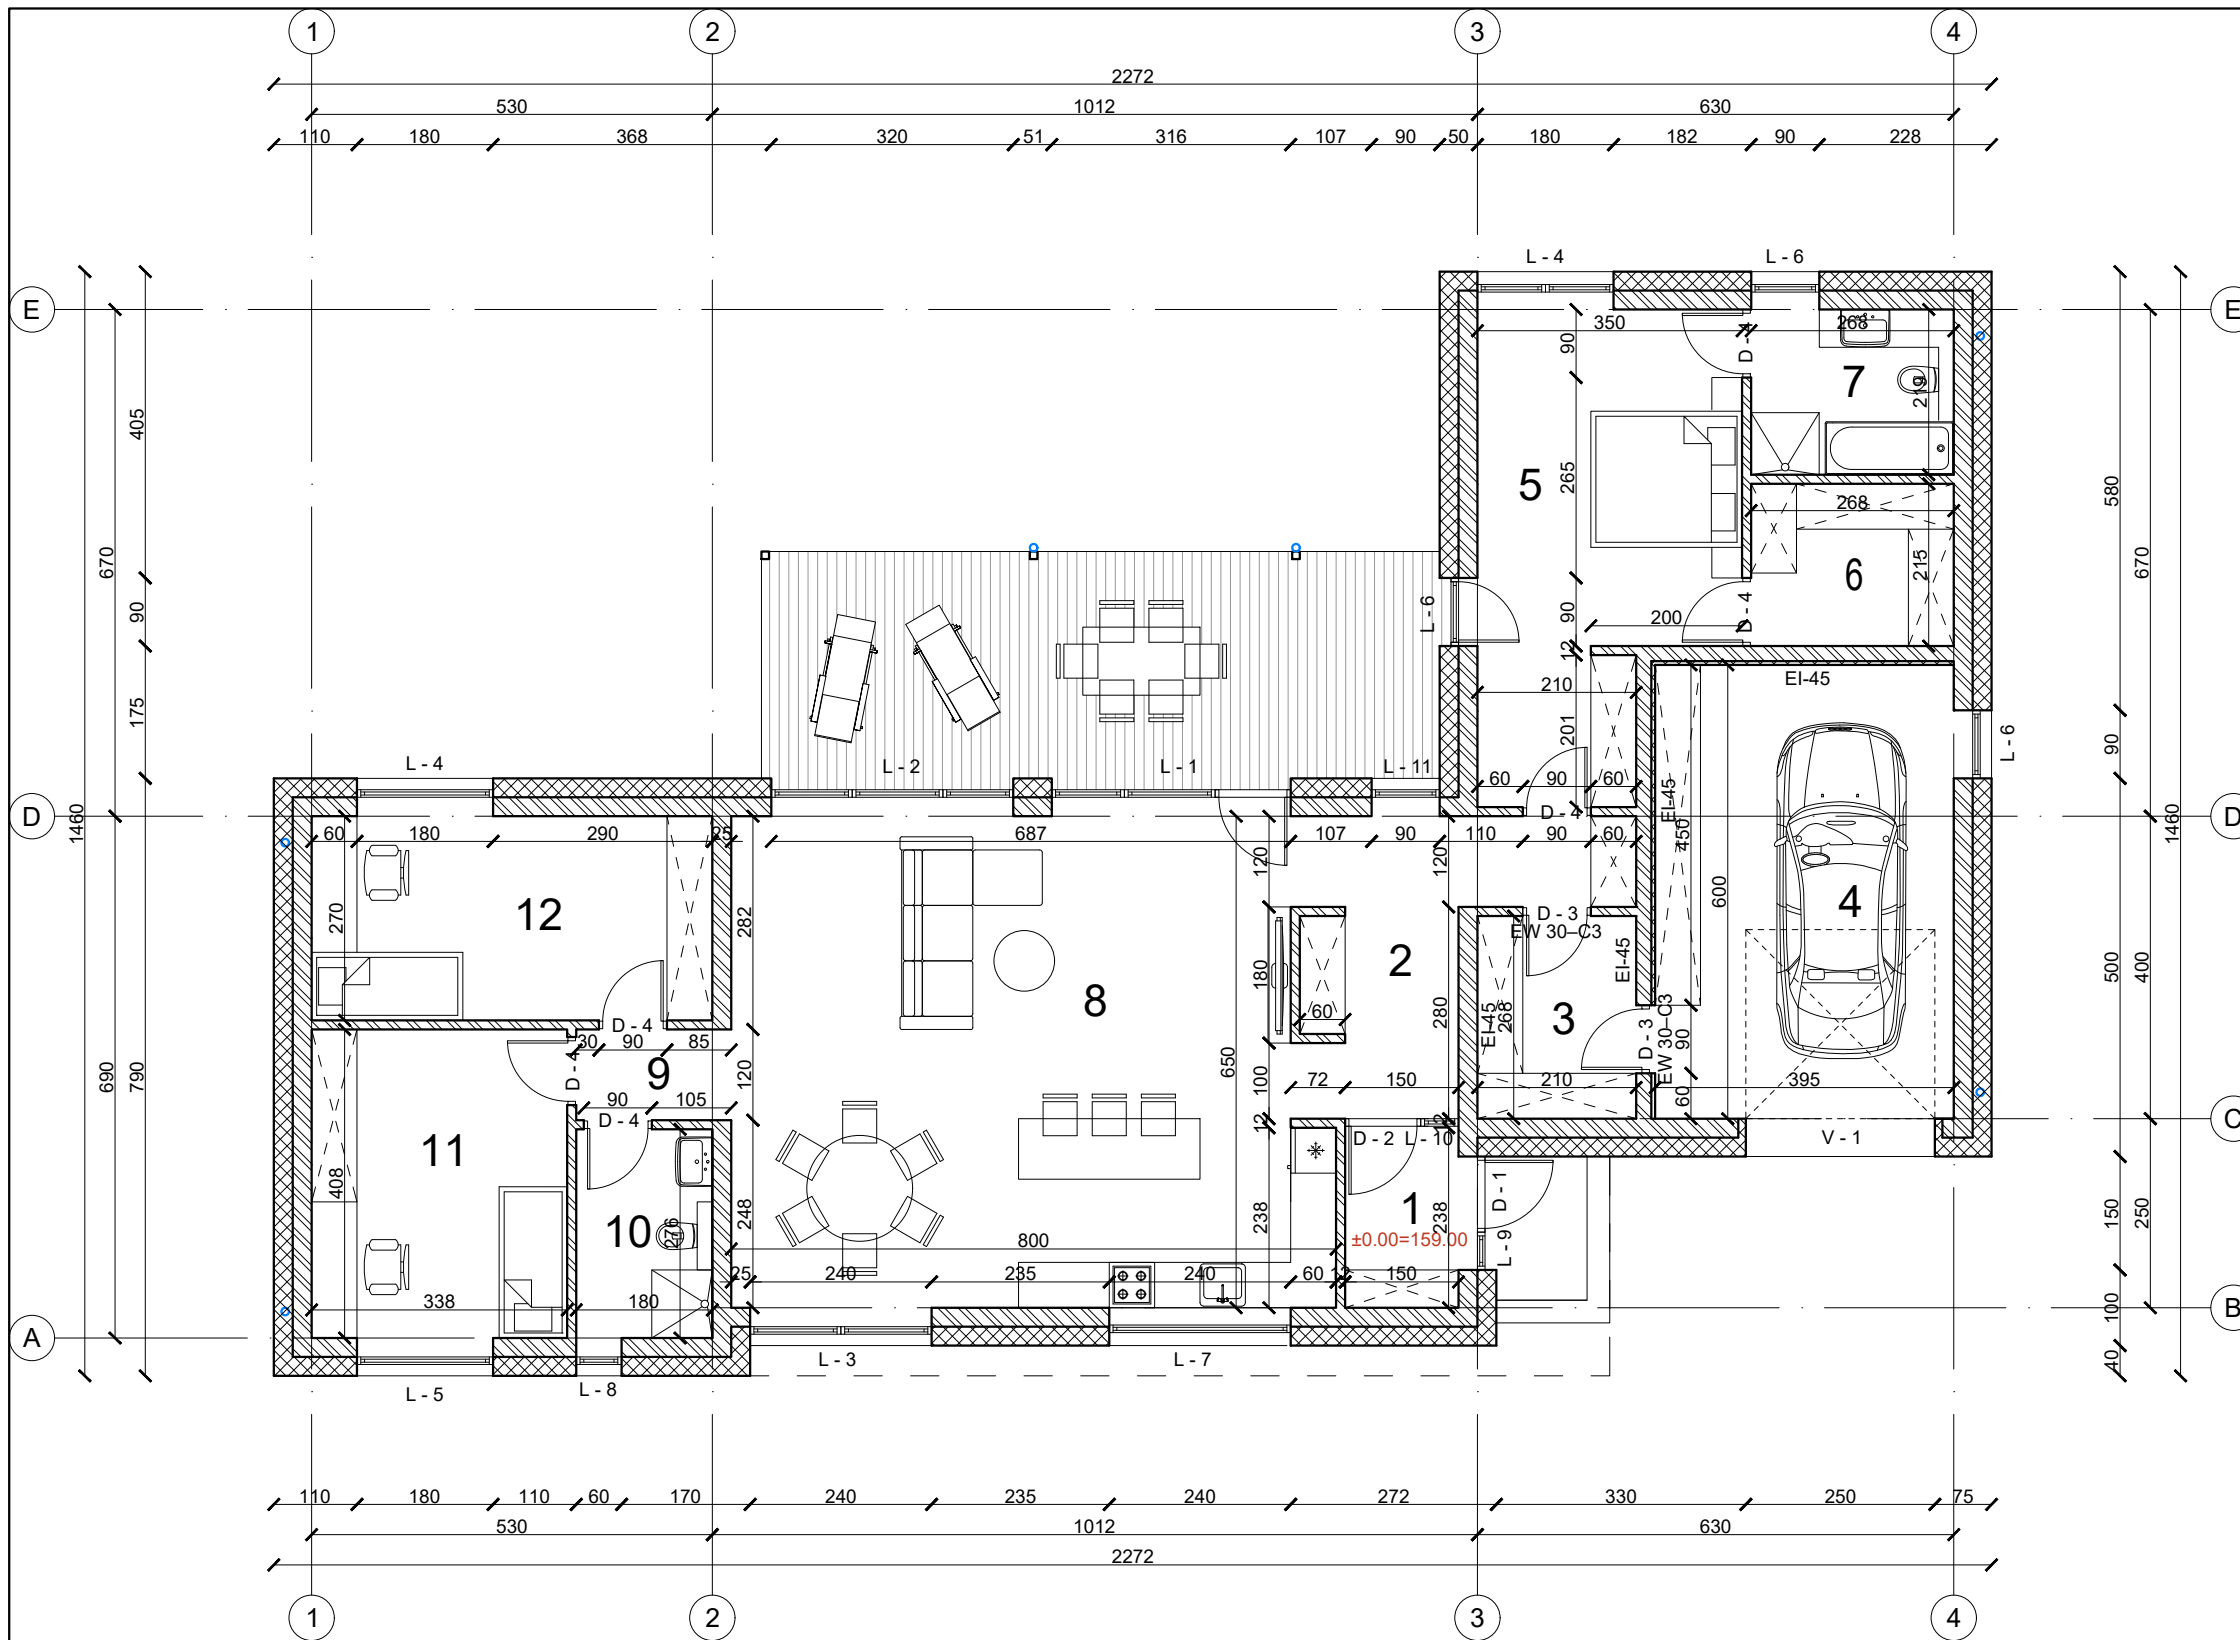 1 2 3 4
2272
530 1012 630
110 180 368 320 51 316 107 90 50 180 182 90 228
L - 4 L - 6
E E
350 268
D - 4
90
7
219
405
580
5
265
268
670
670
6
215
L - 6
90
90
200
D - 4
12
EI-45
210
175
201
L - 6
90
L - 4 L - 2 L - 1 L - 11
60 90 60
EI-45
450
1460
1460
D D
D - 4
60 180 290 25 687 107 90 110 90 60
120
120
600
12
270
282
D - 3
EW 30–C3
4
2
EI-45
180
8
500
400
280
3
EI-45
268
60
D - 4
D - 3
EW 30–C3
30 90 85
90
D - 4
9
650
690
790
120
100
72 150 210 395
60
90 105
C
D - 4
12
12
D - 2 L - 10
V - 1
11
408
D - 1
1
10
276
248
238
238
150
250
±0.00=159.00
L - 9
800
25 240 235 240 60 12 150
338 180
100
B
A
40
L - 3 L - 7
L - 5 L - 8
110 180 110 60 170 240 235 240 272 330 250 75
530 1012 630
2272
1 2 3 4
12